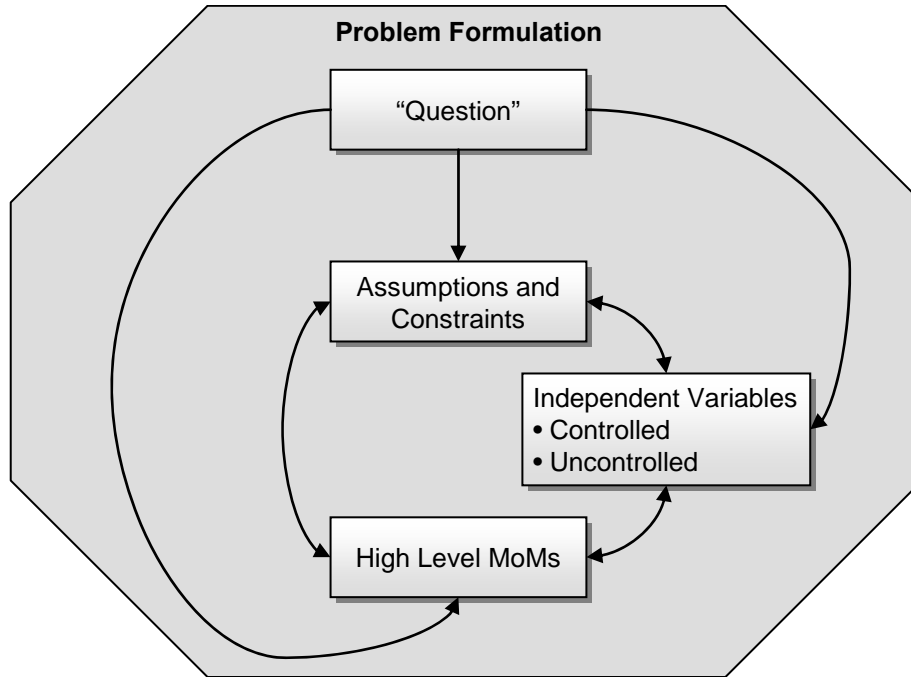 Problem Formulation
“Question”
Assumptions and
Constraints
Independent Variables
• Controlled
• Uncontrolled
High Level MoMs